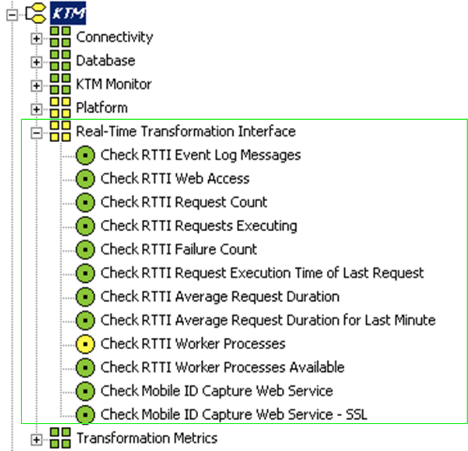 KTM
Connectivity
Database
KTM Monitor
Platform
Real-Time Transformation Interface
Check RTTI Event Log Messages
Check RTTI Web Access
Check RTTI Request Count
Check RTTI Requests Executing
Check RTTI Failure Count
Check RTTI Request Execution Time of Last Request
Check RTTI Average Request Duration
Check RTTI Average Request Duration for Last Minute
Check RTTI Worker Processes
Check RTTI Worker Processes Available
Check Mobile ID Capture Web Service
Check Mobile ID Capture Web Service - SSL
Transformation Metrics